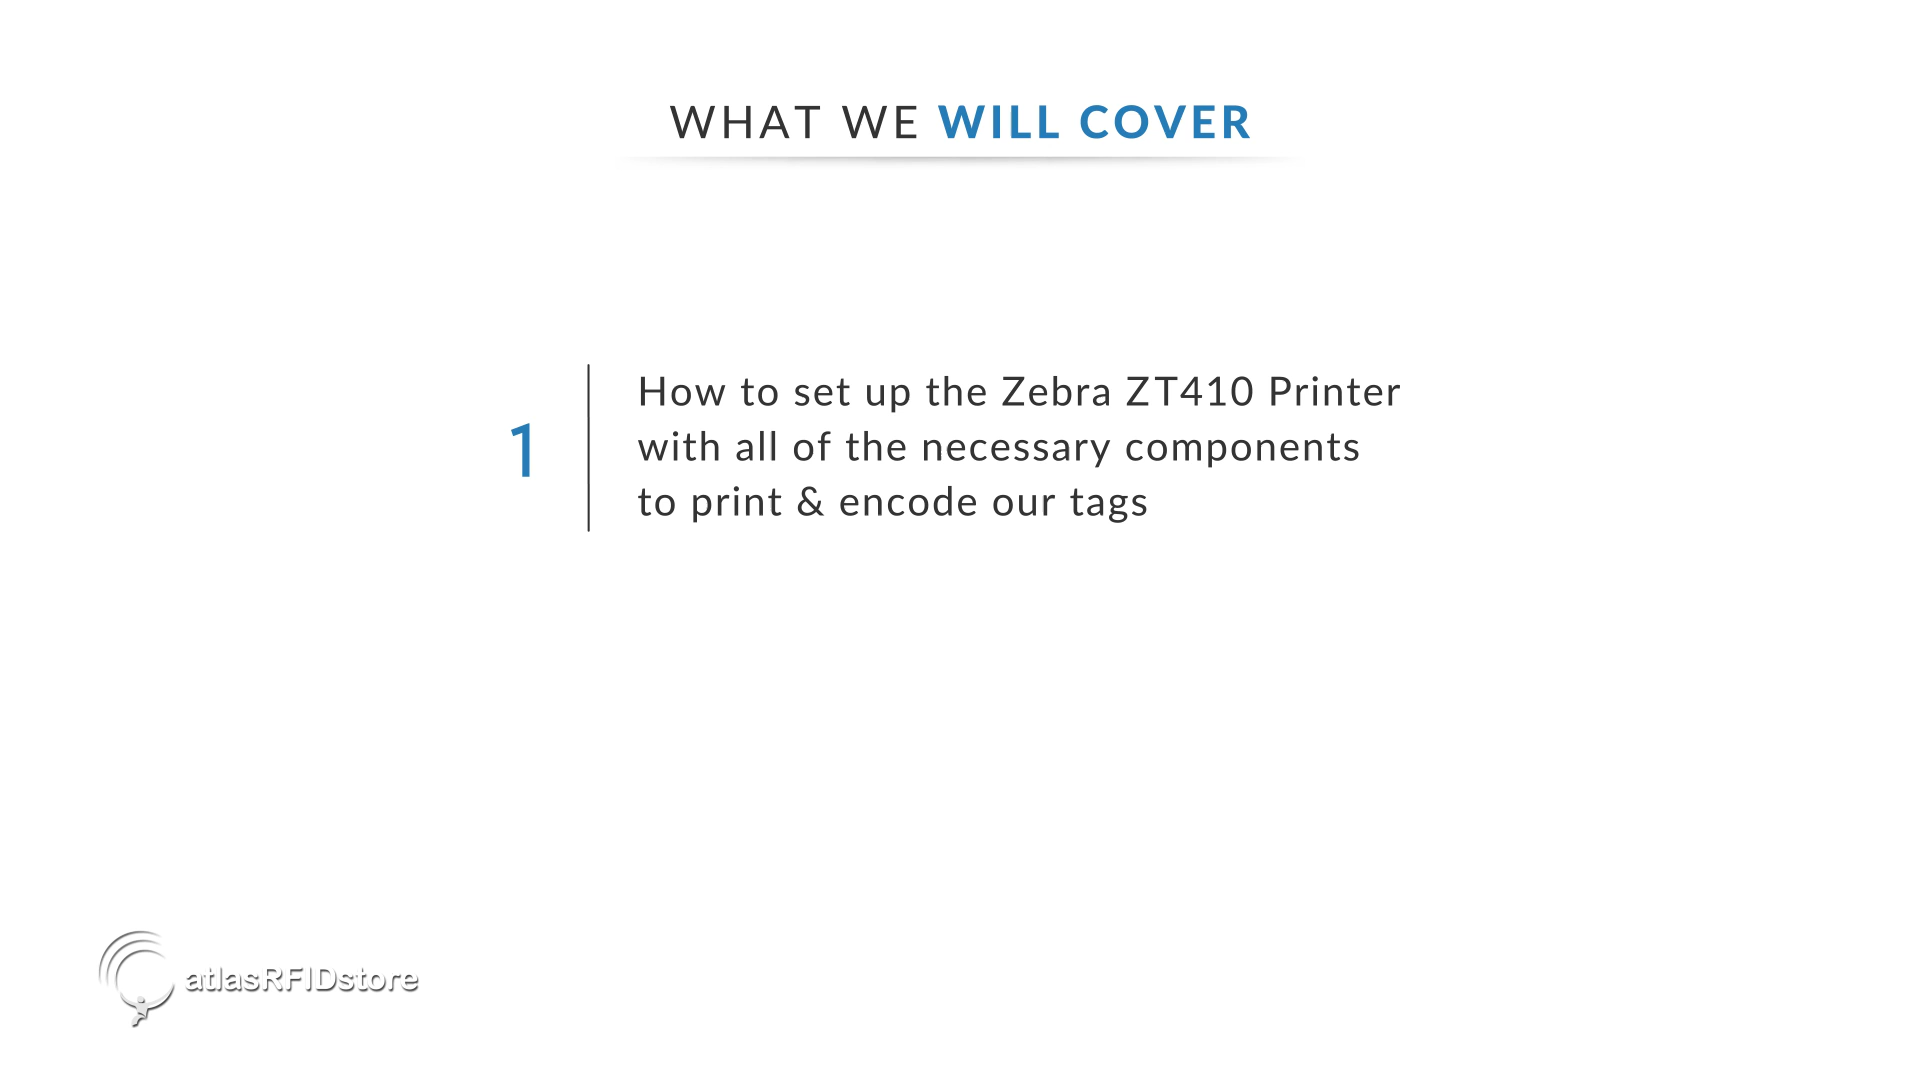 WHAT WE WILL COVER
1
How to set up the Zebra ZT410 Printer
with all of the necessary components
to print & encode our tags
atlasRFIDstore